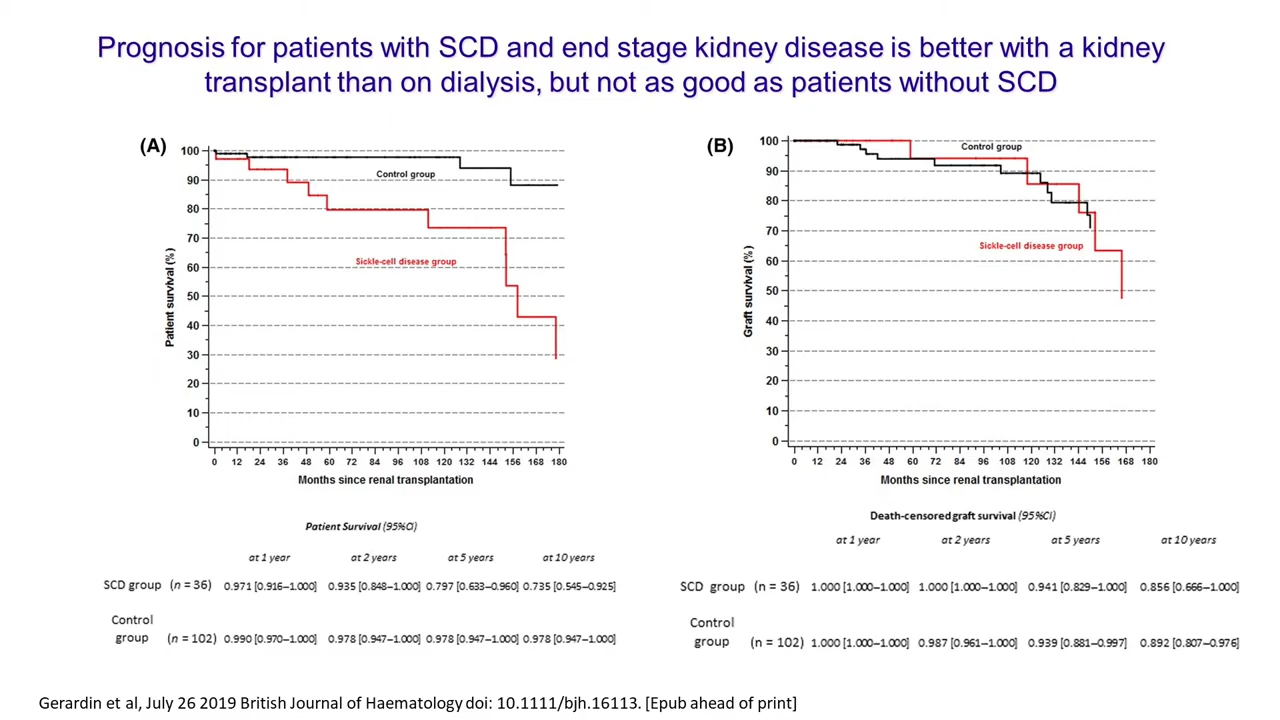 Prognosis for patients with SCD and end stage kidney disease is better with a kidney
transplant than on dialysis, but not as good as patients without SCD
(A)
100
90
80
70
60
50
40
30
20
10
0
Patient survival (%)
Control group
Sickle-cell disease group
0 12 24 36 48 60 72 84 96 108 120 132 144 156 168 180
Months since renal transplantation
(B)
100
90
80
70
60
50
40
30
20
10
0
Graft survival (%)
Control group
Sickle-cell disease group
0 12 24 36 48 60 72 84 96 108 120 132 144 156 168 180
Months since renal transplantation
Patient Survival (95%CI)
at 1 year at 2 years at 5 years at 10 years
SCD group (n = 36) 0.971 [0.916–1.000] 0.935 [0.848–1.000] 0.797 [0.633–0.960] 0.735 [0.545–0.925]
Control
group (n = 102) 0.990 [0.970–1.000] 0.978 [0.947–1.000] 0.978 [0.947–1.000] 0.978 [0.947–1.000]
Death-censored graft survival (95%CI)
at 1 year at 2 years at 5 years at 10 years
SCD group (n = 36) 1.000 [1.000–1.000] 1.000 [1.000–1.000] 0.941 [0.829–1.000] 0.856 [0.666–1.000]
Control
group (n = 102) 1.000 [1.000–1.000] 0.987 [0.961–1.000] 0.939 [0.881–0.997] 0.892 [0.807–0.976]
Gerardin et al, July 26 2019 British Journal of Haematology doi: 10.1111/bjh.16113. [Epub ahead of print]